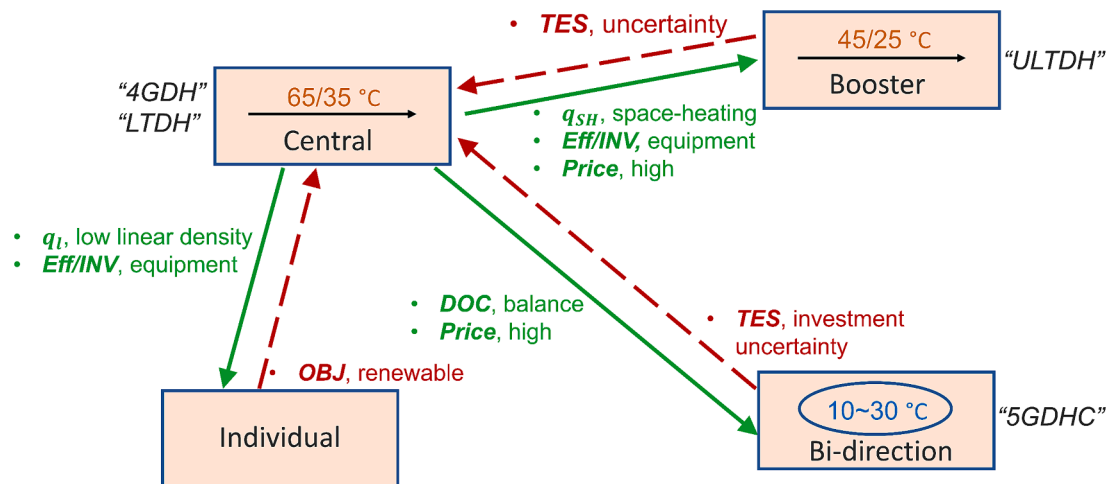 • TES, uncertainty
45/25 °C
Booster
“ULTDH”
“4GDH”
“LTDH”
65/35 °C
Central
• q_SH, space-heating
• Eff/INV, equipment
• Price, high
• q_l, low linear density
• Eff/INV, equipment
• DOC, balance
• Price, high
• TES, investment
uncertainty
• OBJ, renewable
Individual
10~30 °C
Bi-direction
“5GDHC”